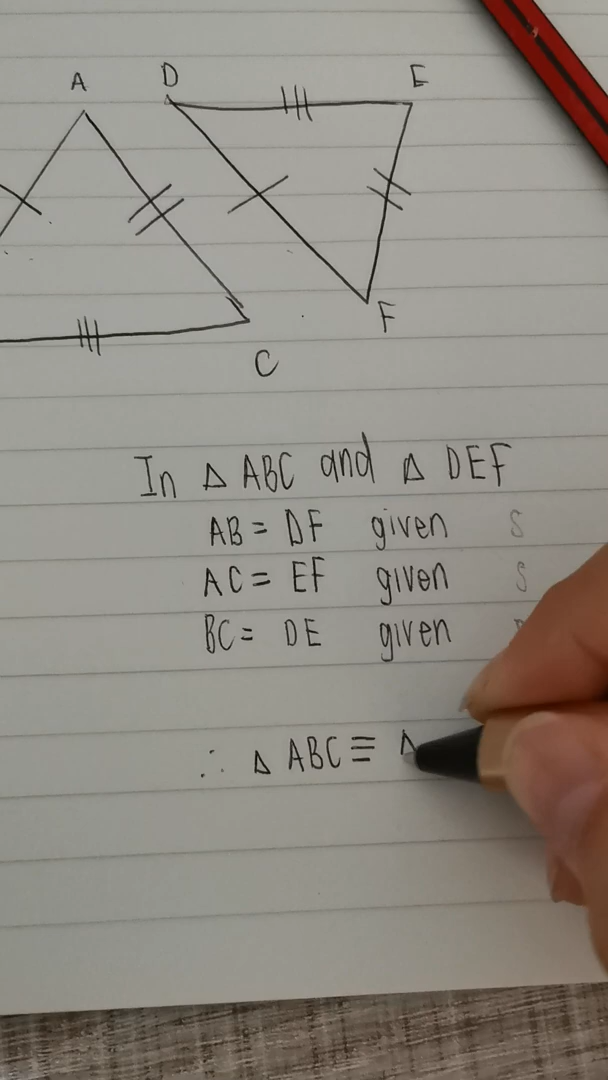 A D E
F
C
In △ ABC and △ DEF
AB = DF given S
AC = EF given S
BC = DE given
∴ △ ABC ≡ △